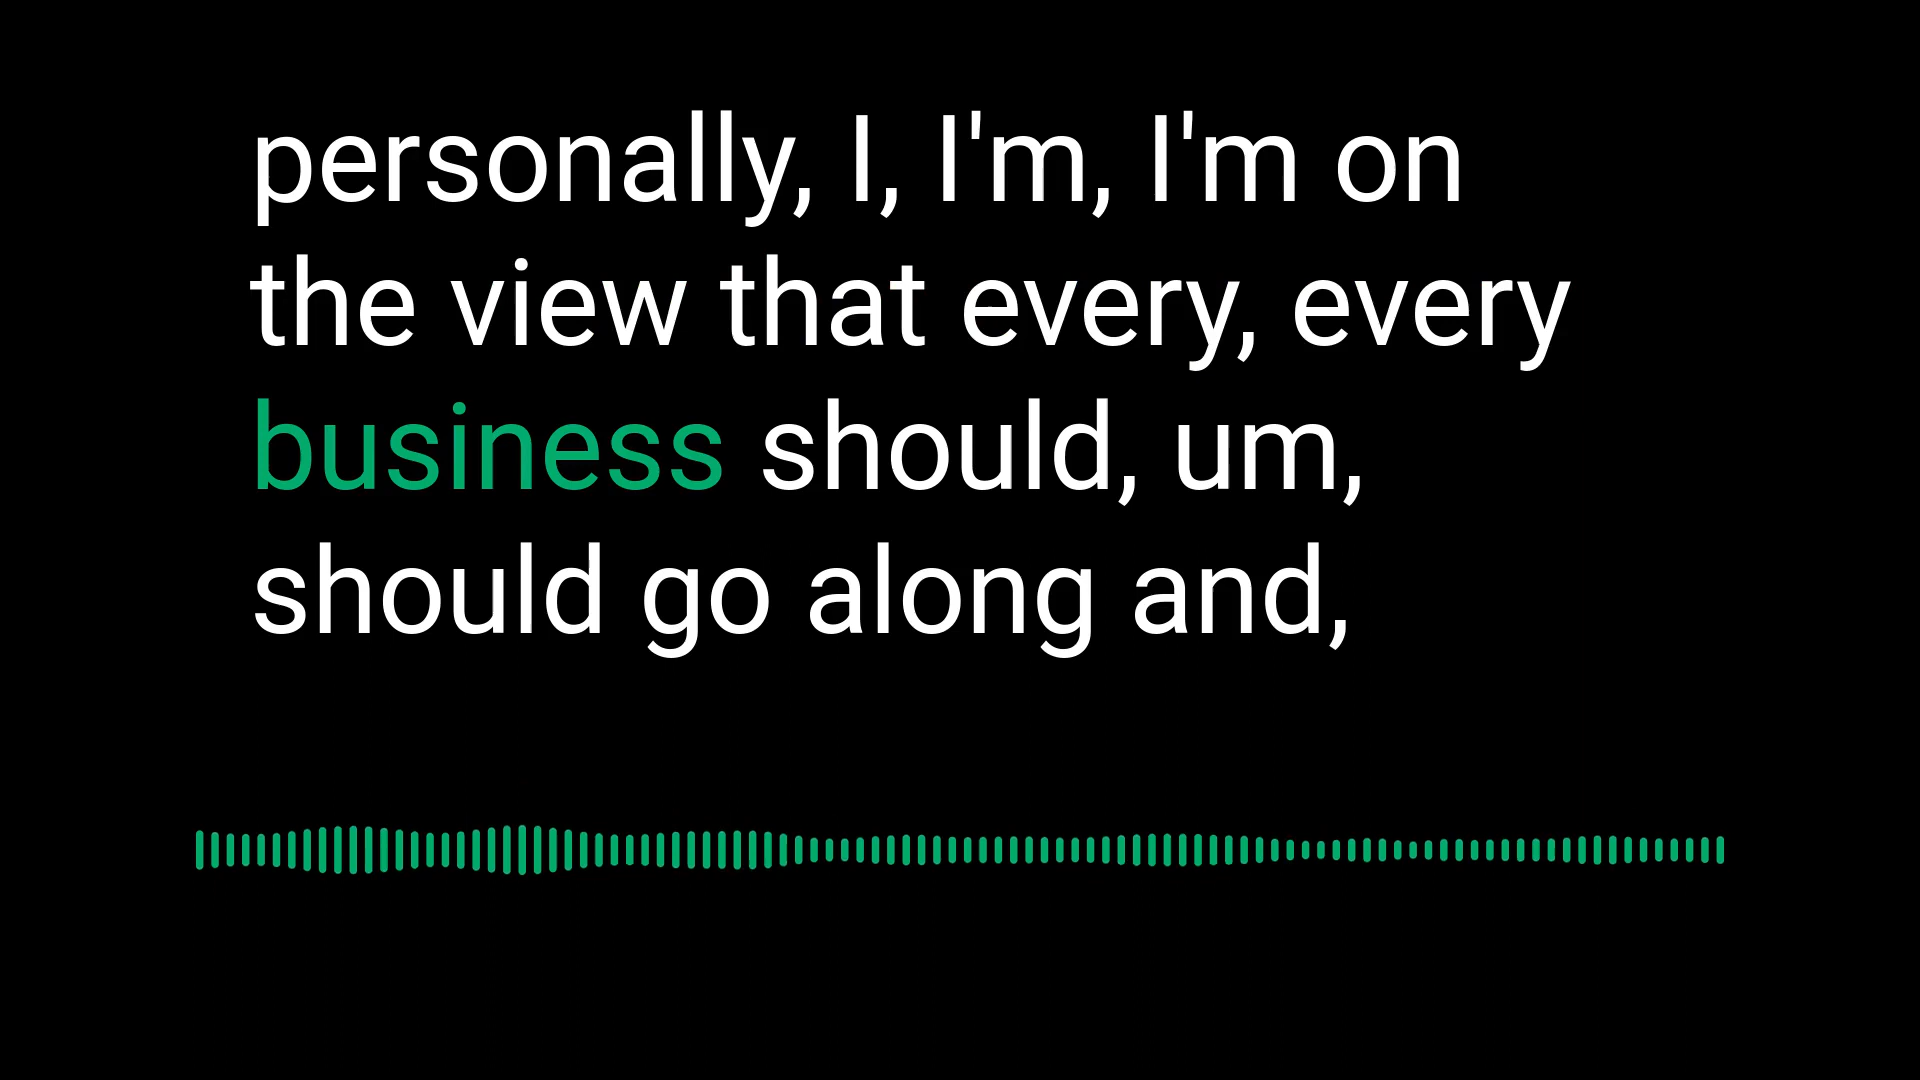 personally, I, I'm, I'm on
the view that every, every
business should, um,
should go along and,